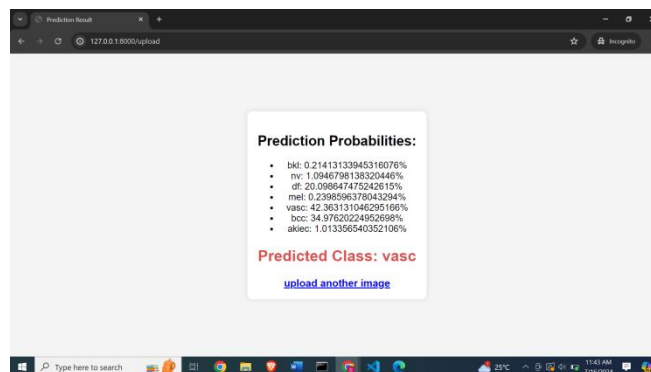 Prediction Result
127.0.0.1:8000/upload
Incognito
Prediction Probabilities:
bkl: 0.21413133945316076%
nv: 1.0946798138320446%
df: 20.098647475242615%
mel: 0.2398596378043294%
vasc: 42.363131046295166%
bcc: 34.97620224952698%
akiec: 1.013356540352106%
Predicted Class: vasc
upload another image
Type here to search
25°C
11:43 AM